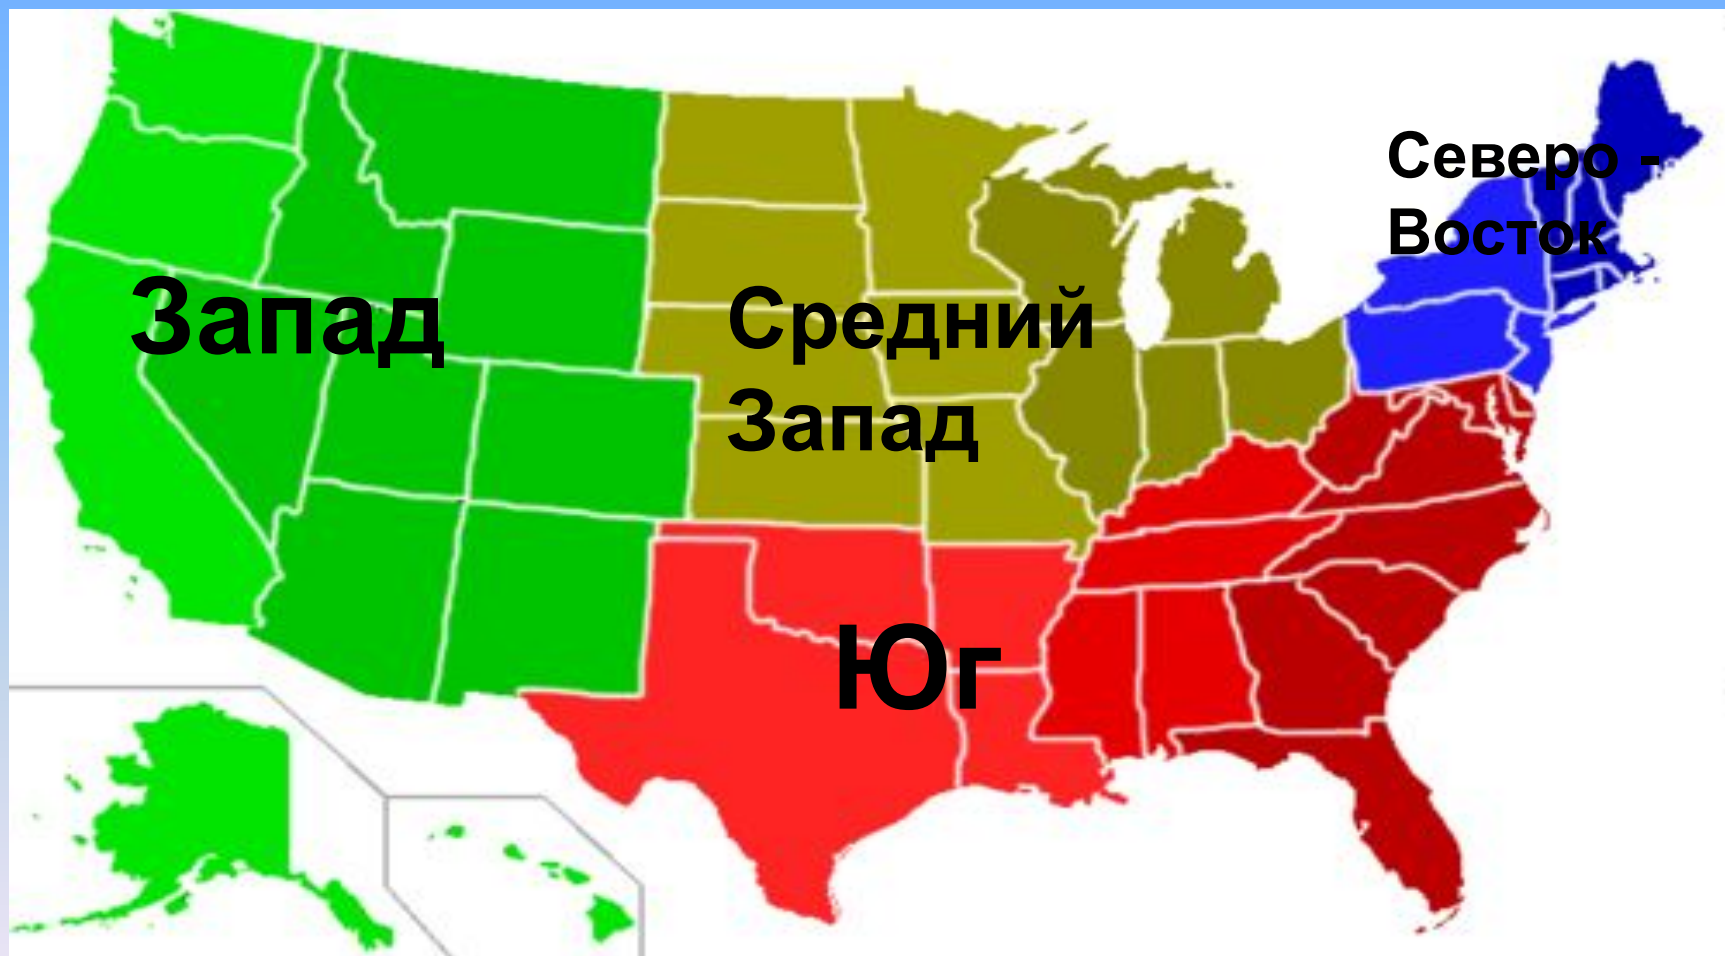 Северо -
Восток
Запад
Средний
Запад
Юг